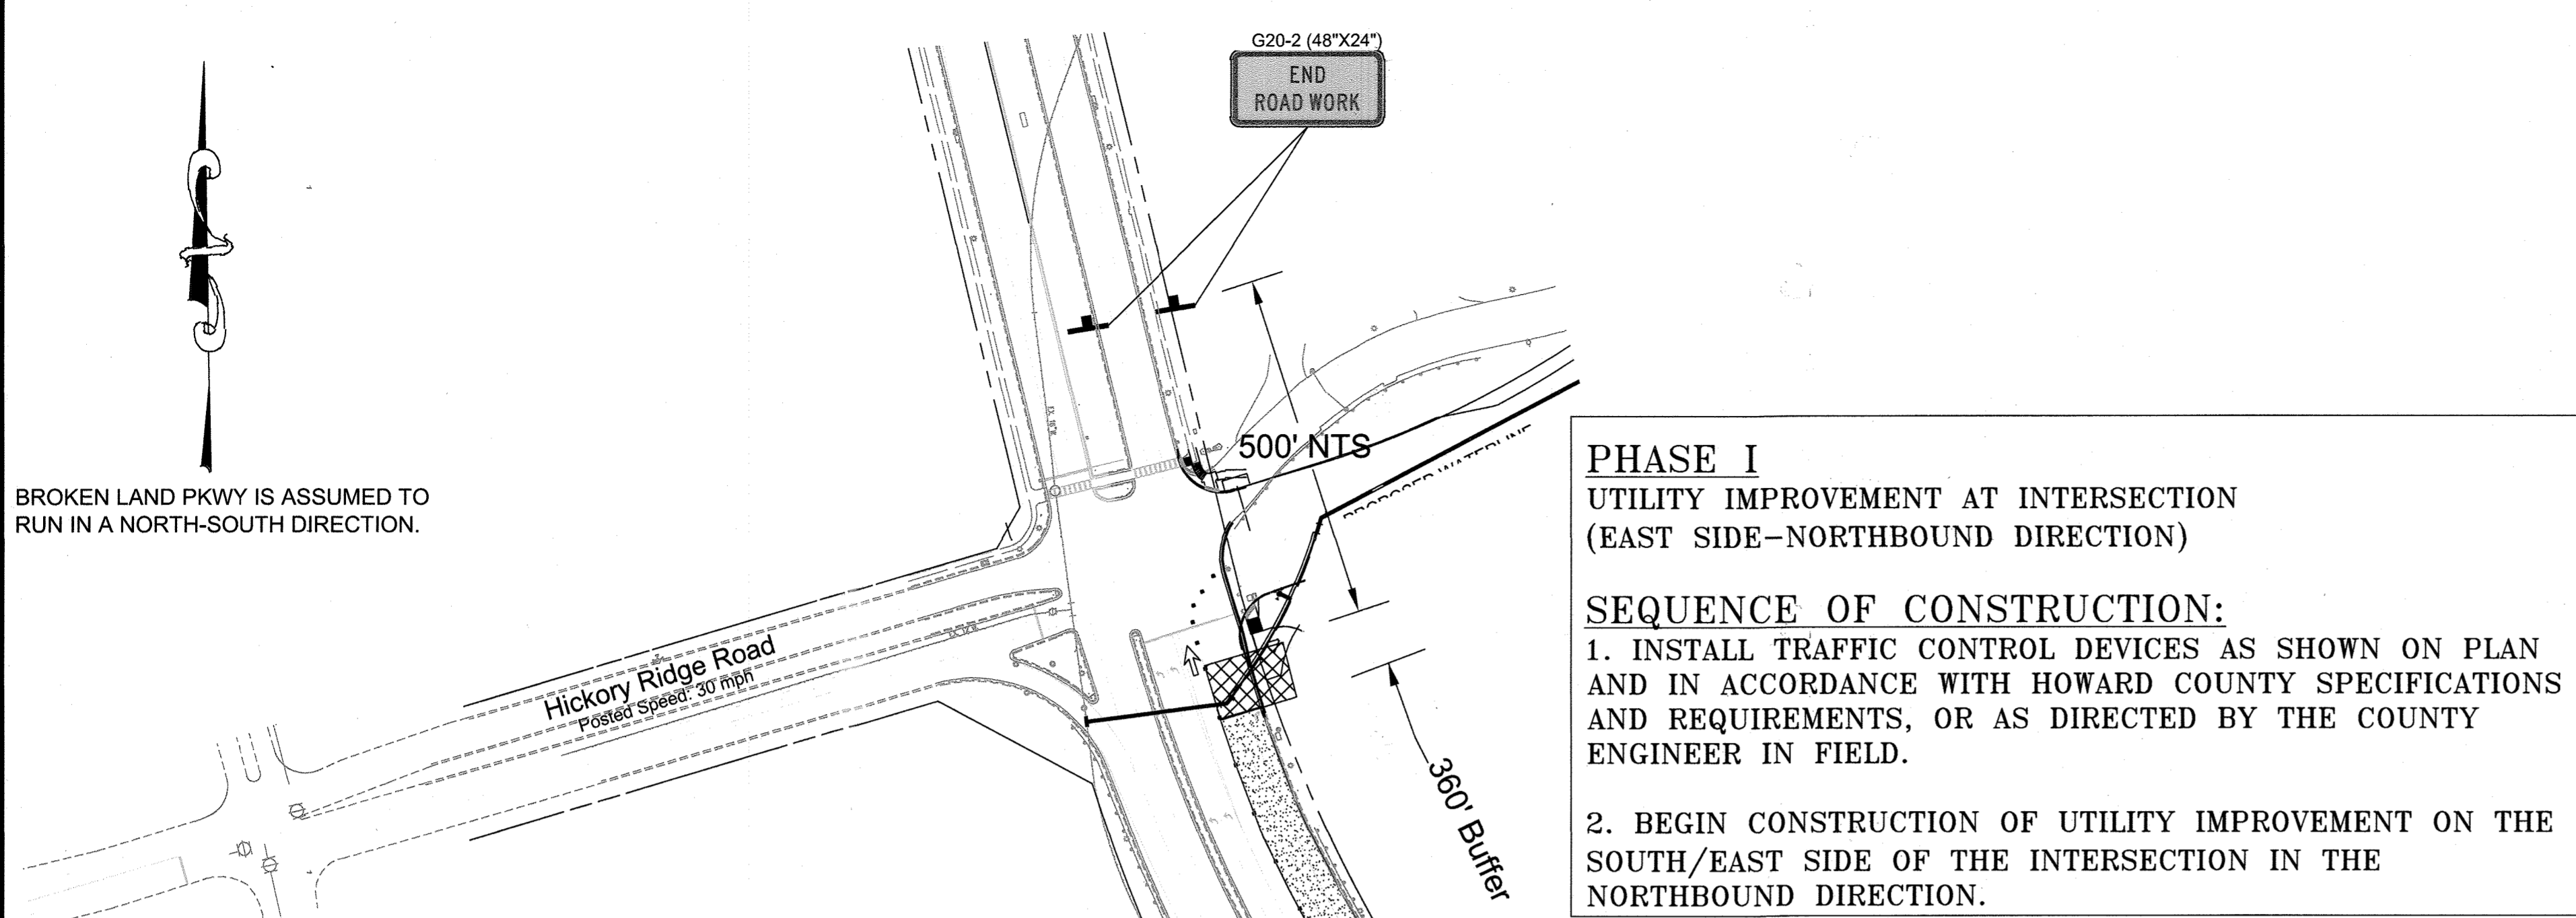 G20-2 (48"X24")
END
ROAD WORK
BROKEN LAND PKWY IS ASSUMED TO
RUN IN A NORTH-SOUTH DIRECTION.
500' NTS
PROPOSED WATERLINE
Hickory Ridge Road
Posted Speed: 30 mph
360' Buffer
PHASE I
UTILITY IMPROVEMENT AT INTERSECTION
(EAST SIDE-NORTHBOUND DIRECTION)
SEQUENCE OF CONSTRUCTION:
1. INSTALL TRAFFIC CONTROL DEVICES AS SHOWN ON PLAN
AND IN ACCORDANCE WITH HOWARD COUNTY SPECIFICATIONS
AND REQUIREMENTS, OR AS DIRECTED BY THE COUNTY
ENGINEER IN FIELD.
2. BEGIN CONSTRUCTION OF UTILITY IMPROVEMENT ON THE
SOUTH/EAST SIDE OF THE INTERSECTION IN THE
NORTHBOUND DIRECTION.